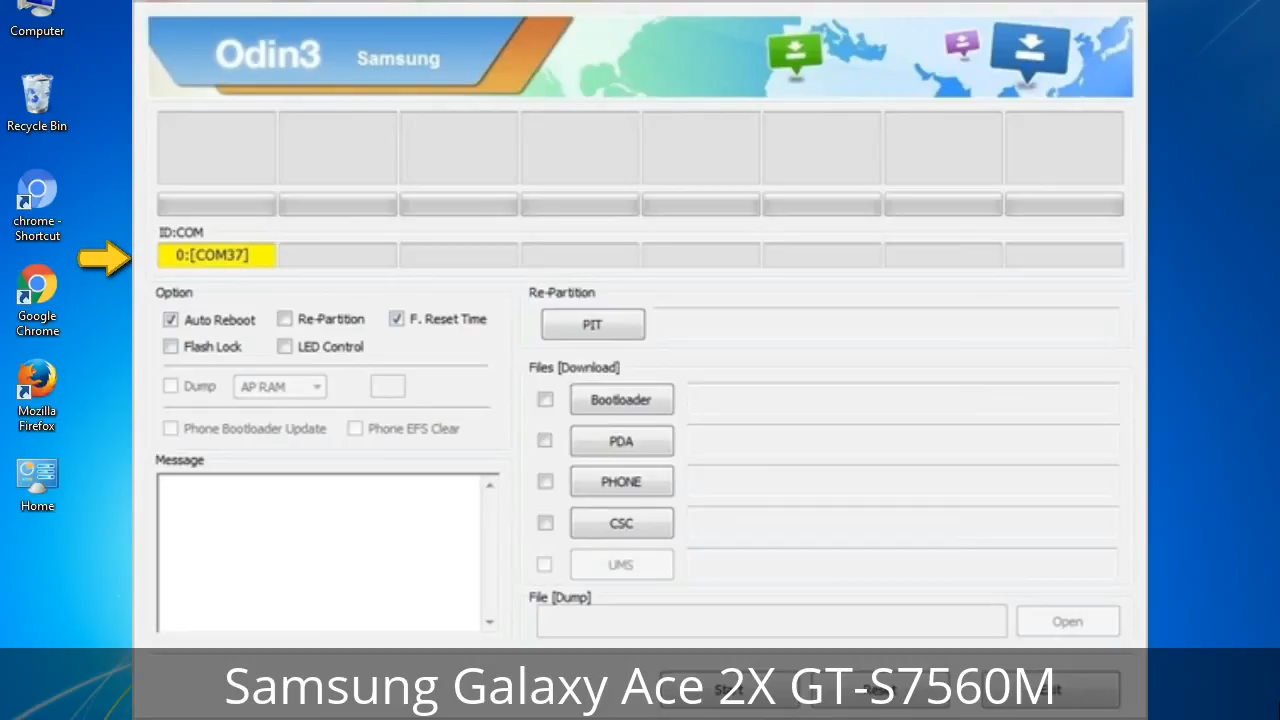 Computer
Recycle Bin
chrome -
Shortcut
Google
Chrome
Mozilla
Firefox
Home
Odin3 Samsung
ID:COM
0:[COM37]
Option
Auto Reboot Re-Partition F. Reset Time
Flash Lock LED Control
Dump AP RAM
Phone Bootloader Update Phone EFS Clear
Message
Re-Partition
PIT
Files [Download]
Bootloader
PDA
PHONE
CSC
UMS
File [Dump]
Open
Samsung Galaxy Ace 2X GT-S7560M